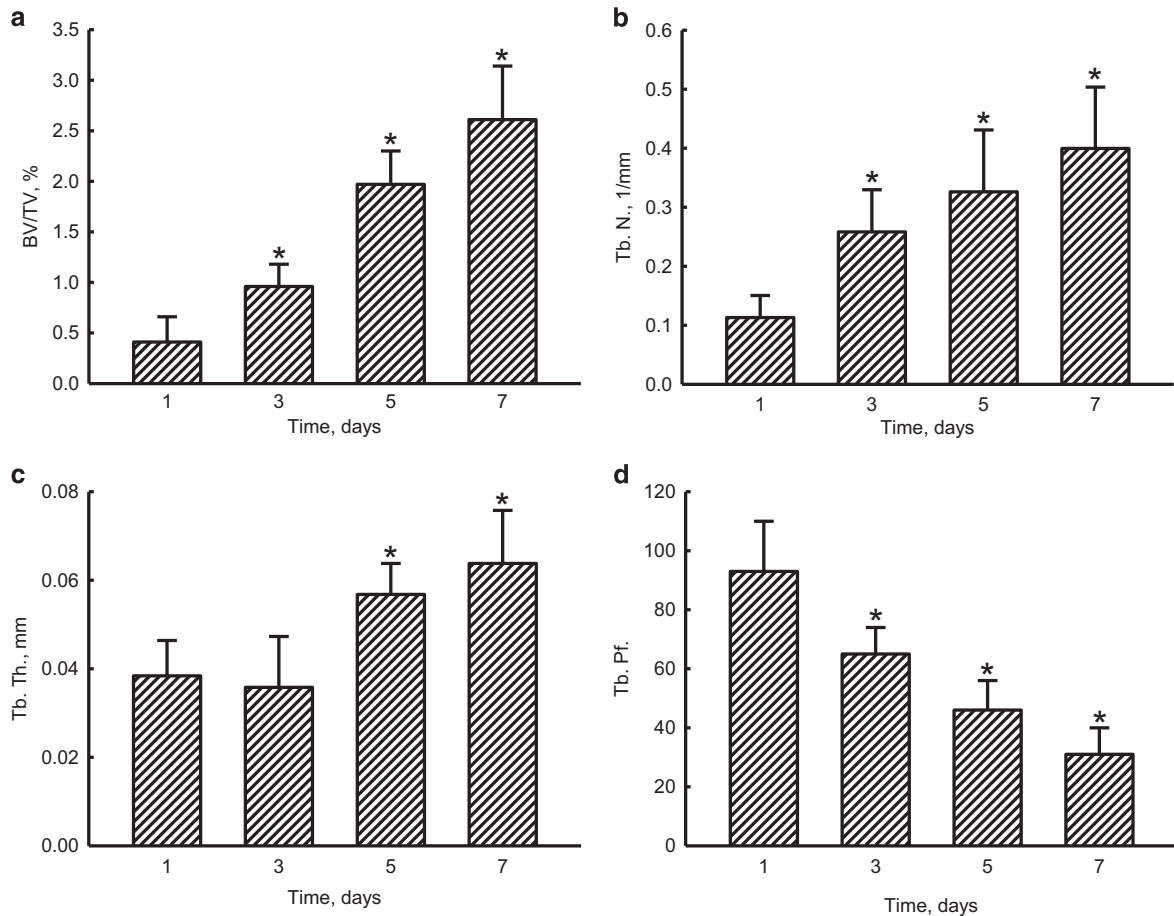 a
3.5
3.0
2.5
2.0
1.5
1.0
0.5
0.0
BV/TV, %
*
*
*
1 3 5 7
Time, days
b
0.6
0.5
0.4
0.3
0.2
0.1
0.0
Tb. N., 1/mm
*
*
*
1 3 5 7
Time, days
c
0.08
0.06
0.04
0.02
0.00
Tb. Th., mm
*
*
1 3 5 7
Time, days
d
120
100
80
60
40
20
0
Tb. Pf.
*
*
*
1 3 5 7
Time, days